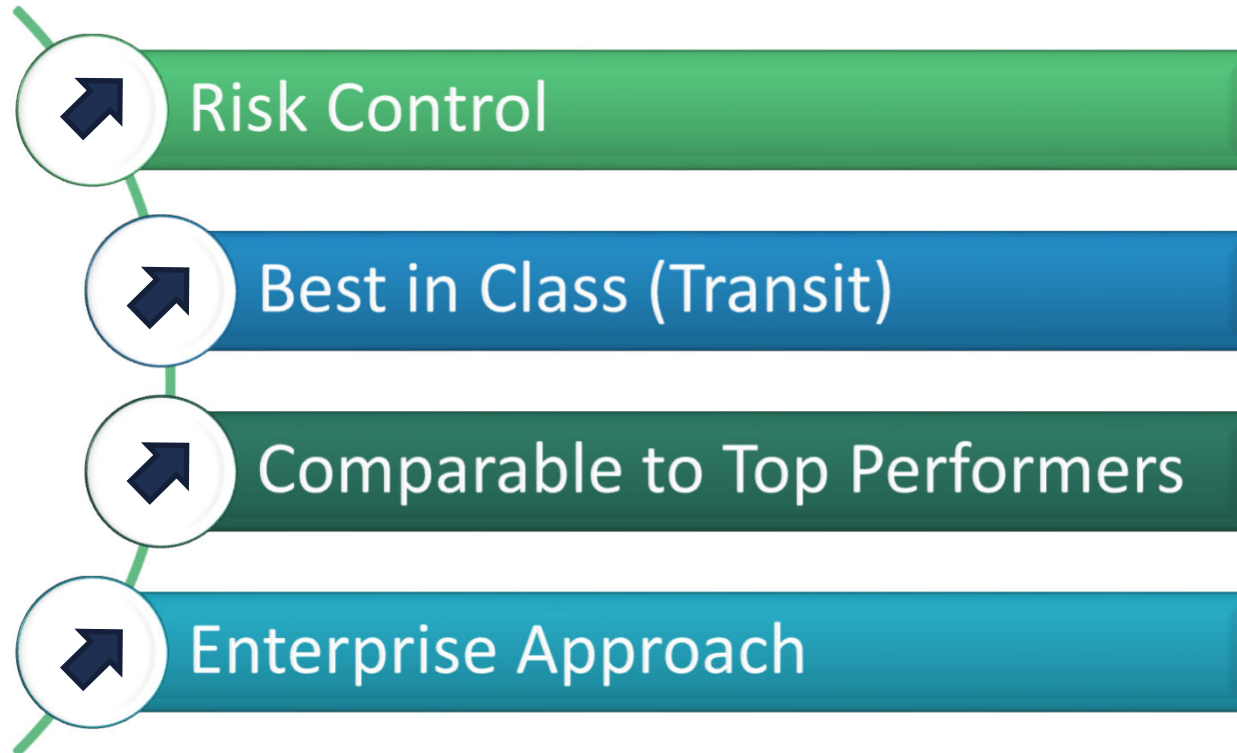 Risk Control
Best in Class (Transit)
Comparable to Top Performers
Enterprise Approach